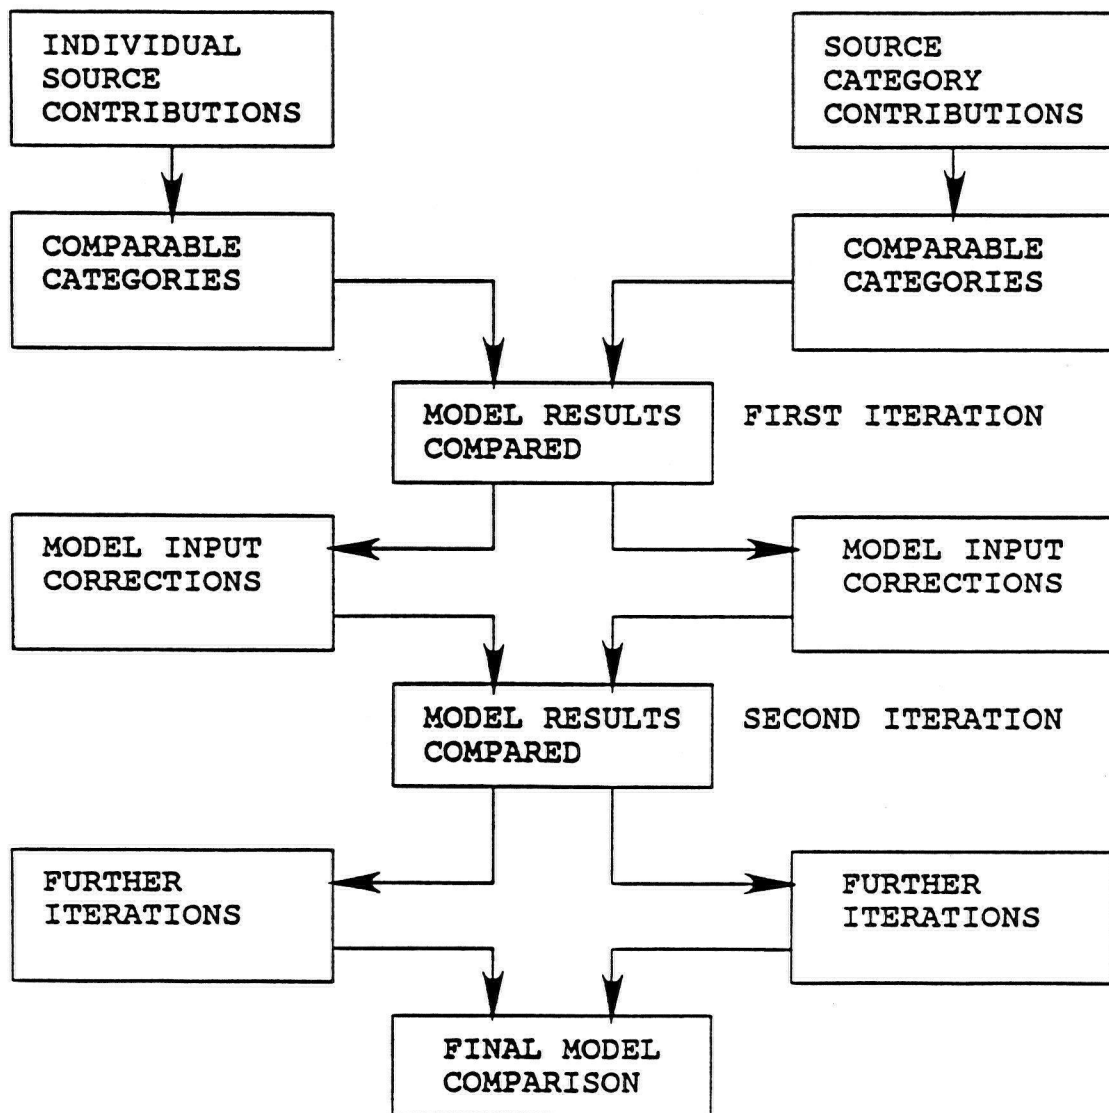 INDIVIDUAL
SOURCE
CONTRIBUTIONS
SOURCE
CATEGORY
CONTRIBUTIONS
COMPARABLE
CATEGORIES
COMPARABLE
CATEGORIES
MODEL RESULTS
COMPARED
FIRST ITERATION
MODEL INPUT
CORRECTIONS
MODEL INPUT
CORRECTIONS
MODEL RESULTS
COMPARED
SECOND ITERATION
FURTHER
ITERATIONS
FURTHER
ITERATIONS
FINAL MODEL
COMPARISON